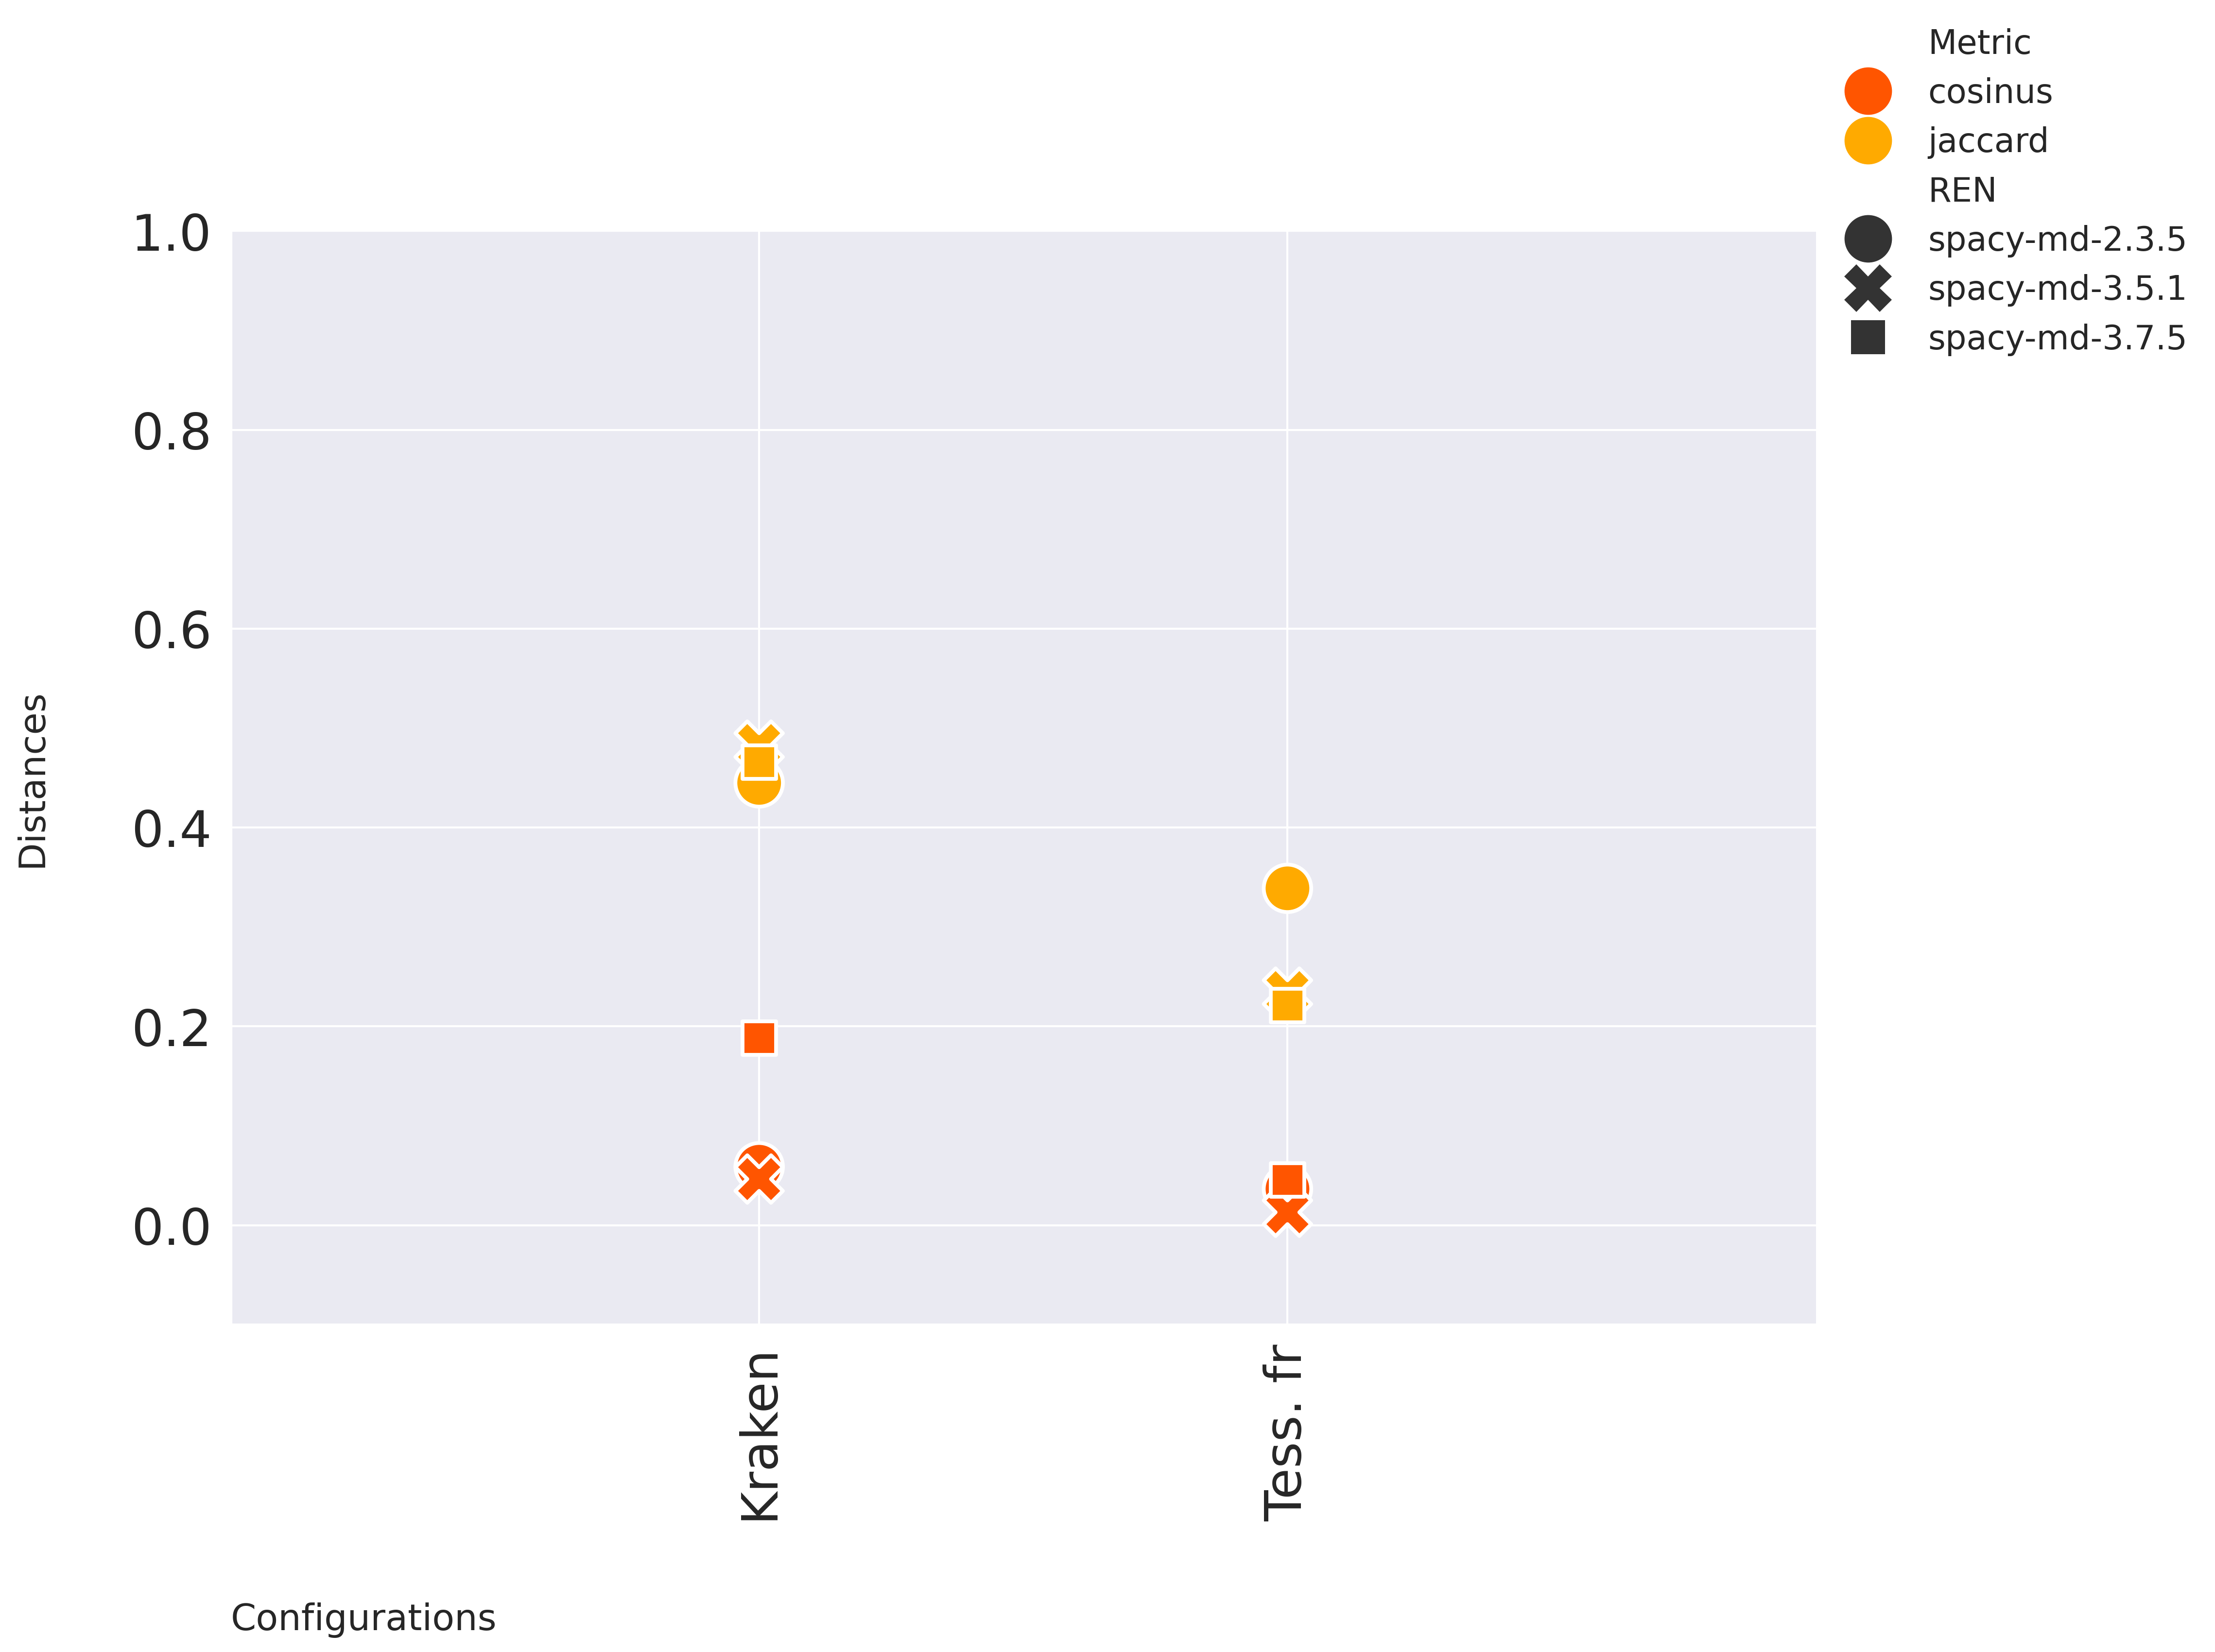 Metric
cosinus
jaccard
REN
spacy-md-2.3.5
spacy-md-3.5.1
spacy-md-3.7.5
1.0
0.8
0.6
0.4
0.2
0.0
Distances
Kraken
Tess. fr
Configurations